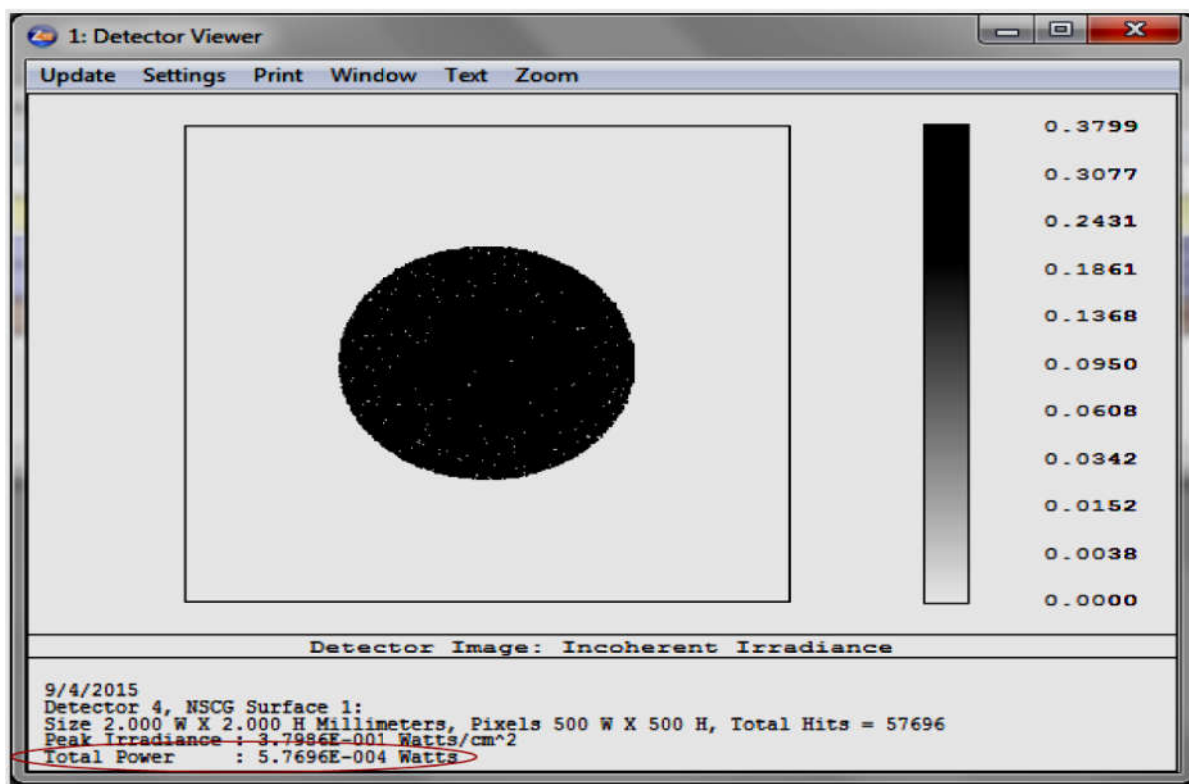 1: Detector Viewer
Update Settings Print Window Text Zoom
0.3799
0.3077
0.2431
0.1861
0.1368
0.0950
0.0608
0.0342
0.0152
0.0038
0.0000
Detector Image: Incoherent Irradiance
9/4/2015
Detector 4, NSCG Surface 1:
Size 2.000 W X 2.000 H Millimeters, Pixels 500 W X 500 H, Total Hits = 57696
Peak Irradiance : 3.7986E-001 Watts/cm^2
Total Power : 5.7696E-004 Watts